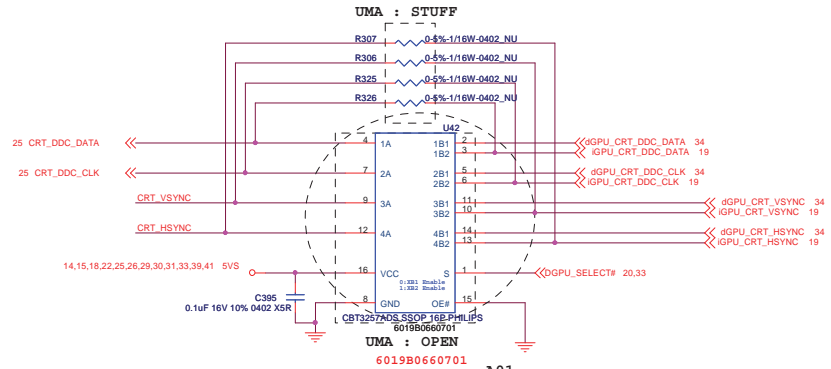 UMA : STUFF
R307 0-5%-1/16W-0402_NU
R306 0-5%-1/16W-0402_NU
R325 0-5%-1/16W-0402_NU
R326 0-5%-1/16W-0402_NU
U42
25 CRT_DDC_DATA 4 1A 1B1 2 dGPU_CRT_DDC_DATA 34
1B2 3 iGPU_CRT_DDC_DATA 19
25 CRT_DDC_CLK 7 2A 2B1 5 dGPU_CRT_DDC_CLK 34
2B2 6 iGPU_CRT_DDC_CLK 19
CRT_VSYNC 9 3A 3B1 11 dGPU_CRT_VSYNC 34
3B2 10 iGPU_CRT_VSYNC 19
CRT_HSYNC 12 4A 4B1 14 dGPU_CRT_HSYNC 34
4B2 13 iGPU_CRT_HSYNC 19
14,15,18,22,25,26,29,30,31,33,39,41 5VS 16 VCC S 1 DGPU_SELECT# 20,33
0:XB1 Enable
1:XB2 Enable
C395
0.1uF 16V 10% 0402 X5R
8 GND OE# 15
CBT3257ADS SSOP 16P PHILIPS
6019B0660701
UMA : OPEN
6019B0660701